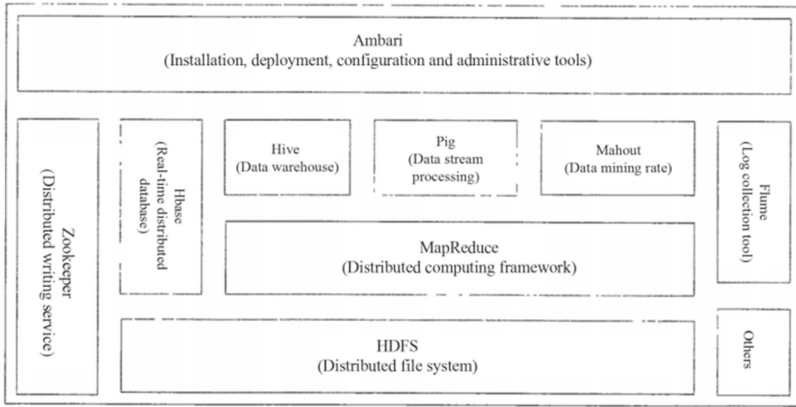 Ambari
(Installation, deployment, configuration and administrative tools)
Zookeeper
(Distributed writing service)
Hbase
(Real-time distributed
database)
Hive
(Data warehouse)
Pig
(Data stream
processing)
Mahout
(Data mining rate)
Flume
(Log collection tool)
MapReduce
(Distributed computing framework)
HDFS
(Distributed file system)
Others